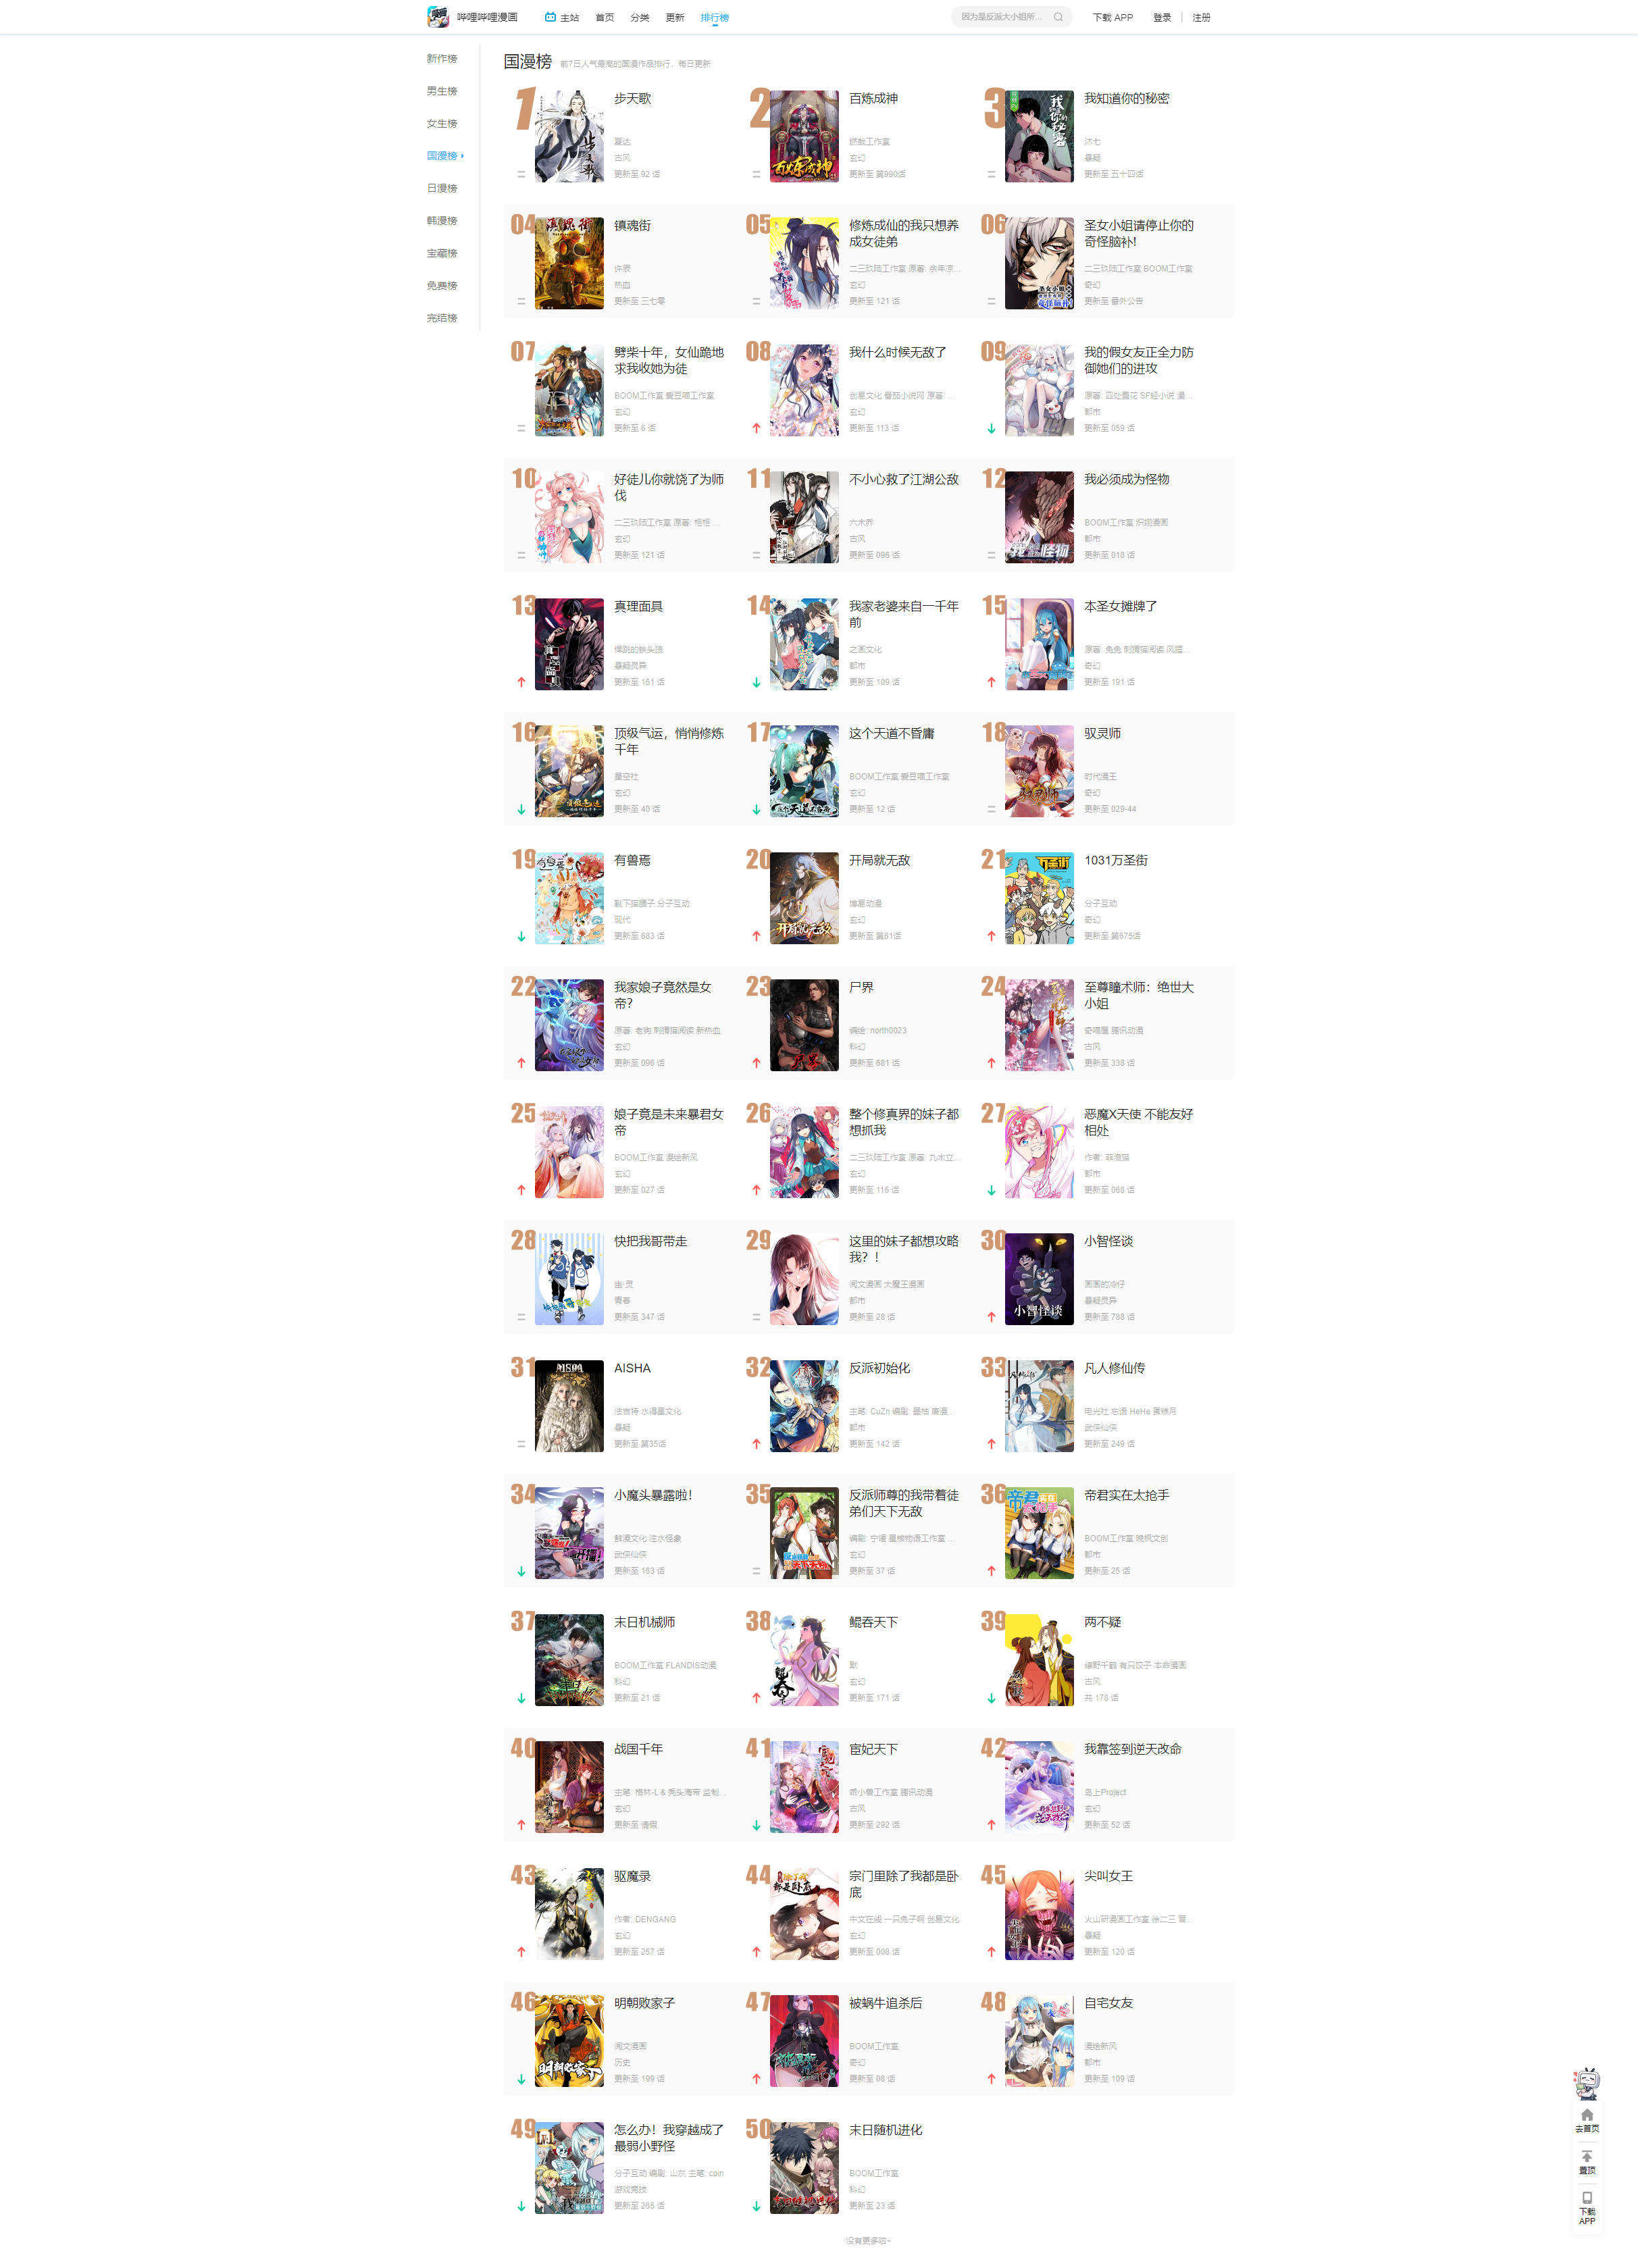 哔哩哔哩漫画
主站
首页
分类
更新
排行榜
因为是反派大小姐所...
下载 APP
登录
注册
新作榜
男生榜
女生榜
国漫榜
日漫榜
韩漫榜
宝藏榜
免费榜
完结榜
国漫榜 前7日人气最高的国漫作品排行，每日更新
1
步天歌
夏达
古风
更新至 92 话
2
百炼成神
古风
玄幻
更新至 第990话
3
我知道你的秘密
沐七
悬疑
更新至 五十四话
04
镇魂街
许辰
热血
更新至 三七零
05
修炼成仙的我只想养
成女徒弟
二三玖陆工作室 原著: 余年凉...
玄幻
更新至 121 话
06
圣女小姐请停止你的
奇怪脑补!
二三玖陆工作室 BOOM工作室
奇幻
更新至 番外公告
07
劈柴十年，女仙跪地
求我收她为徒
BOOM工作室 爱豆喵工作室
玄幻
更新至 6 话
08
我什么时候无敌了
创易文化 番茄小说网 原著: ...
玄幻
更新至 113 话
09
我的假女友正全力防
御她们的进攻
原著: 四处露花 SF轻小说 漫...
都市
更新至 059 话
10
好徒儿你就饶了为师
伐
二三玖陆工作室 原著: 梧梧 ...
玄幻
更新至 121 话
11
不小心救了江湖公敌
六木乔
古风
更新至 096 话
12
我必须成为怪物
BOOM工作室 炽翊漫画
都市
更新至 018 话
13
真理面具
弹跳的铁头狼
悬疑灵异
更新至 161 话
14
我家老婆来自一千年
前
之画文化
都市
更新至 109 话
15
本圣女摊牌了
原著: 兔兔 刺猬猫阅读 风狸...
奇幻
更新至 191 话
16
顶级气运，悄悄修炼
千年
星空社
玄幻
更新至 40 话
17
这个天道不昏庸
BOOM工作室 爱豆喵工作室
玄幻
更新至 12 话
18
驭灵师
时代漫王
奇幻
更新至 029-44
19
有兽焉
靴下猫腰子 分子互动
现代
更新至 683 话
20
开局就无敌
博易动漫
玄幻
更新至 第61话
21
1031万圣街
分子互动
奇幻
更新至 第675话
22
我家娘子竟然是女
帝?
原著: 老狗 刺猬猫阅读 新热血
玄幻
更新至 096 话
23
尸界
编绘: north0023
科幻
更新至 681 话
24
至尊瞳术师：绝世大
小姐
奇喵屋 腾讯动漫
古风
更新至 338 话
25
娘子竟是未来暴君女
帝
BOOM工作室 漫绘新风
玄幻
更新至 027 话
26
整个修真界的妹子都
想抓我
二三玖陆工作室 原著: 九木立...
玄幻
更新至 116 话
27
恶魔X天使 不能友好
相处
作者: 菲澈猫
都市
更新至 068 话
28
快把我哥带走
幽·灵
青春
更新至 347 话
29
这里的妹子都想攻略
我？！
阅文漫画 大魔王漫画
都市
更新至 28 话
30
小智怪谈
画画的冷仔
悬疑灵异
更新至 788 话
31
AISHA
法言特 水得墨文化
悬疑
更新至 第35话
32
反派初始化
主笔: CuZn 编剧: 墨柚 唐漫...
都市
更新至 142 话
33
凡人修仙传
电光社 忘语 HeHe 蛋糕月
武侠仙侠
更新至 249 话
34
小魔头暴露啦！
鲜漫文化 注水怪象
武侠仙侠
更新至 163 话
35
反派师尊的我带着徒
弟们天下无敌
编剧: 宁语 星核物语工作室 ...
玄幻
更新至 37 话
36
帝君实在太抢手
BOOM工作室 晚枫文创
都市
更新至 25 话
37
末日机械师
BOOM工作室 FLANDIS动漫
科幻
更新至 21 话
38
鲲吞天下
默
玄幻
更新至 171 话
39
两不疑
绿野千鹤 有只饺子 本命漫画
古风
共 178 话
40
战国千年
主笔: 格林-L & 秃头海带 监制...
玄幻
更新至 请假
41
宦妃天下
戒小曼工作室 腾讯动漫
古风
更新至 292 话
42
我靠签到逆天改命
岛上Project
玄幻
更新至 52 话
43
驱魔录
作者: DENGANG
玄幻
更新至 257 话
44
宗门里除了我都是卧
底
中文在线 一只兔子啊 创易文化
玄幻
更新至 008 话
45
尖叫女王
火山研漫画工作室 徐二三 菅...
悬疑
更新至 120 话
46
明朝败家子
阅文漫画
历史
更新至 199 话
47
被蜗牛追杀后
BOOM工作室
奇幻
更新至 08 话
48
自宅女友
漫绘新风
都市
更新至 109 话
49
怎么办！我穿越成了
最弱小野怪
分子互动 编剧: 山灰 主笔: coin
游戏竞技
更新至 265 话
50
末日随机进化
BOOM工作室
科幻
更新至 23 话
没有更多啦~
去首页
置顶
下载
APP